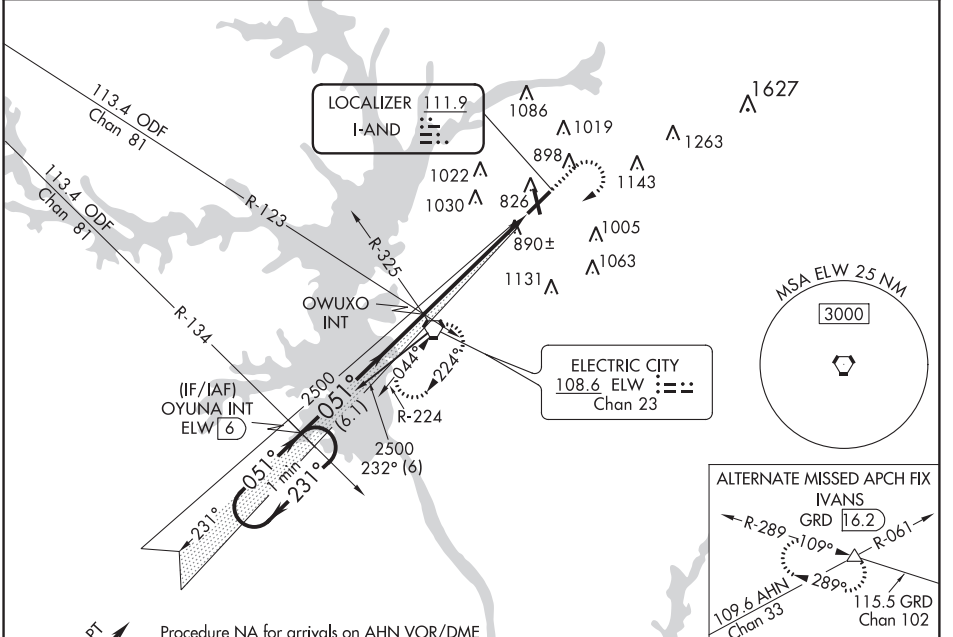 1627
1086
LOCALIZER 111.9
I-AND
1019
1263
113.4 ODF
Chan 81
898
1143
1022
1030
826
113.4 ODF
Chan 81
R-123
R-325
890±
1005
1063
1131
MSA ELW 25 NM
3000
OWUXO
INT
R-134
ELECTRIC CITY
108.6 ELW
Chan 23
044°
224°
R-224
2500
051°
(6.1)
(IF/IAF)
OYUNA INT
ELW 6
2500
232° (6)
051°
1 min
231°
231°
ALTERNATE MISSED APCH FIX
IVANS
GRD 16.2
R-289
109°
R-061
289°
109.6 AHN
Chan 33
115.5 GRD
Chan 102
PT
Procedure NA for arrivals on AHN VOR/DME